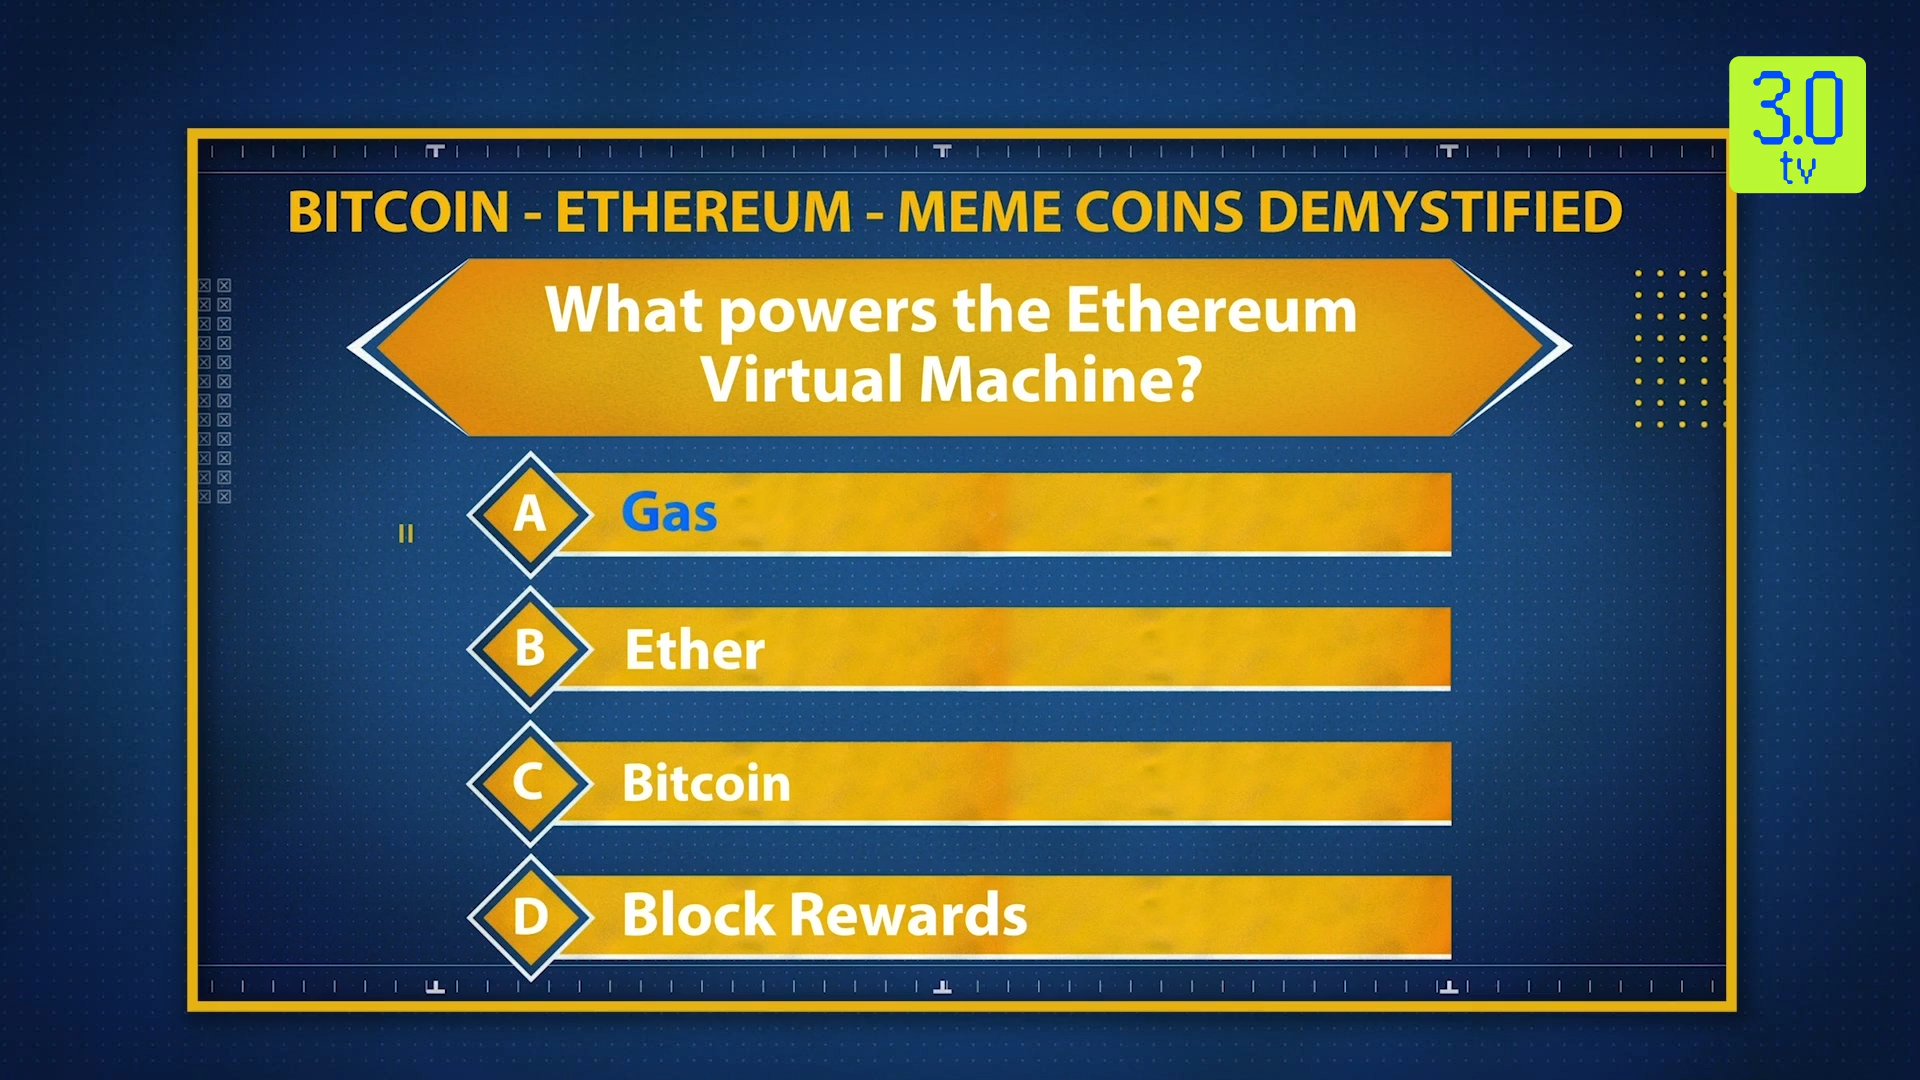 3.0
tv
BITCOIN - ETHEREUM - MEME COINS DEMYSTIFIED
What powers the Ethereum
Virtual Machine?
A Gas
B Ether
C Bitcoin
D Block Rewards